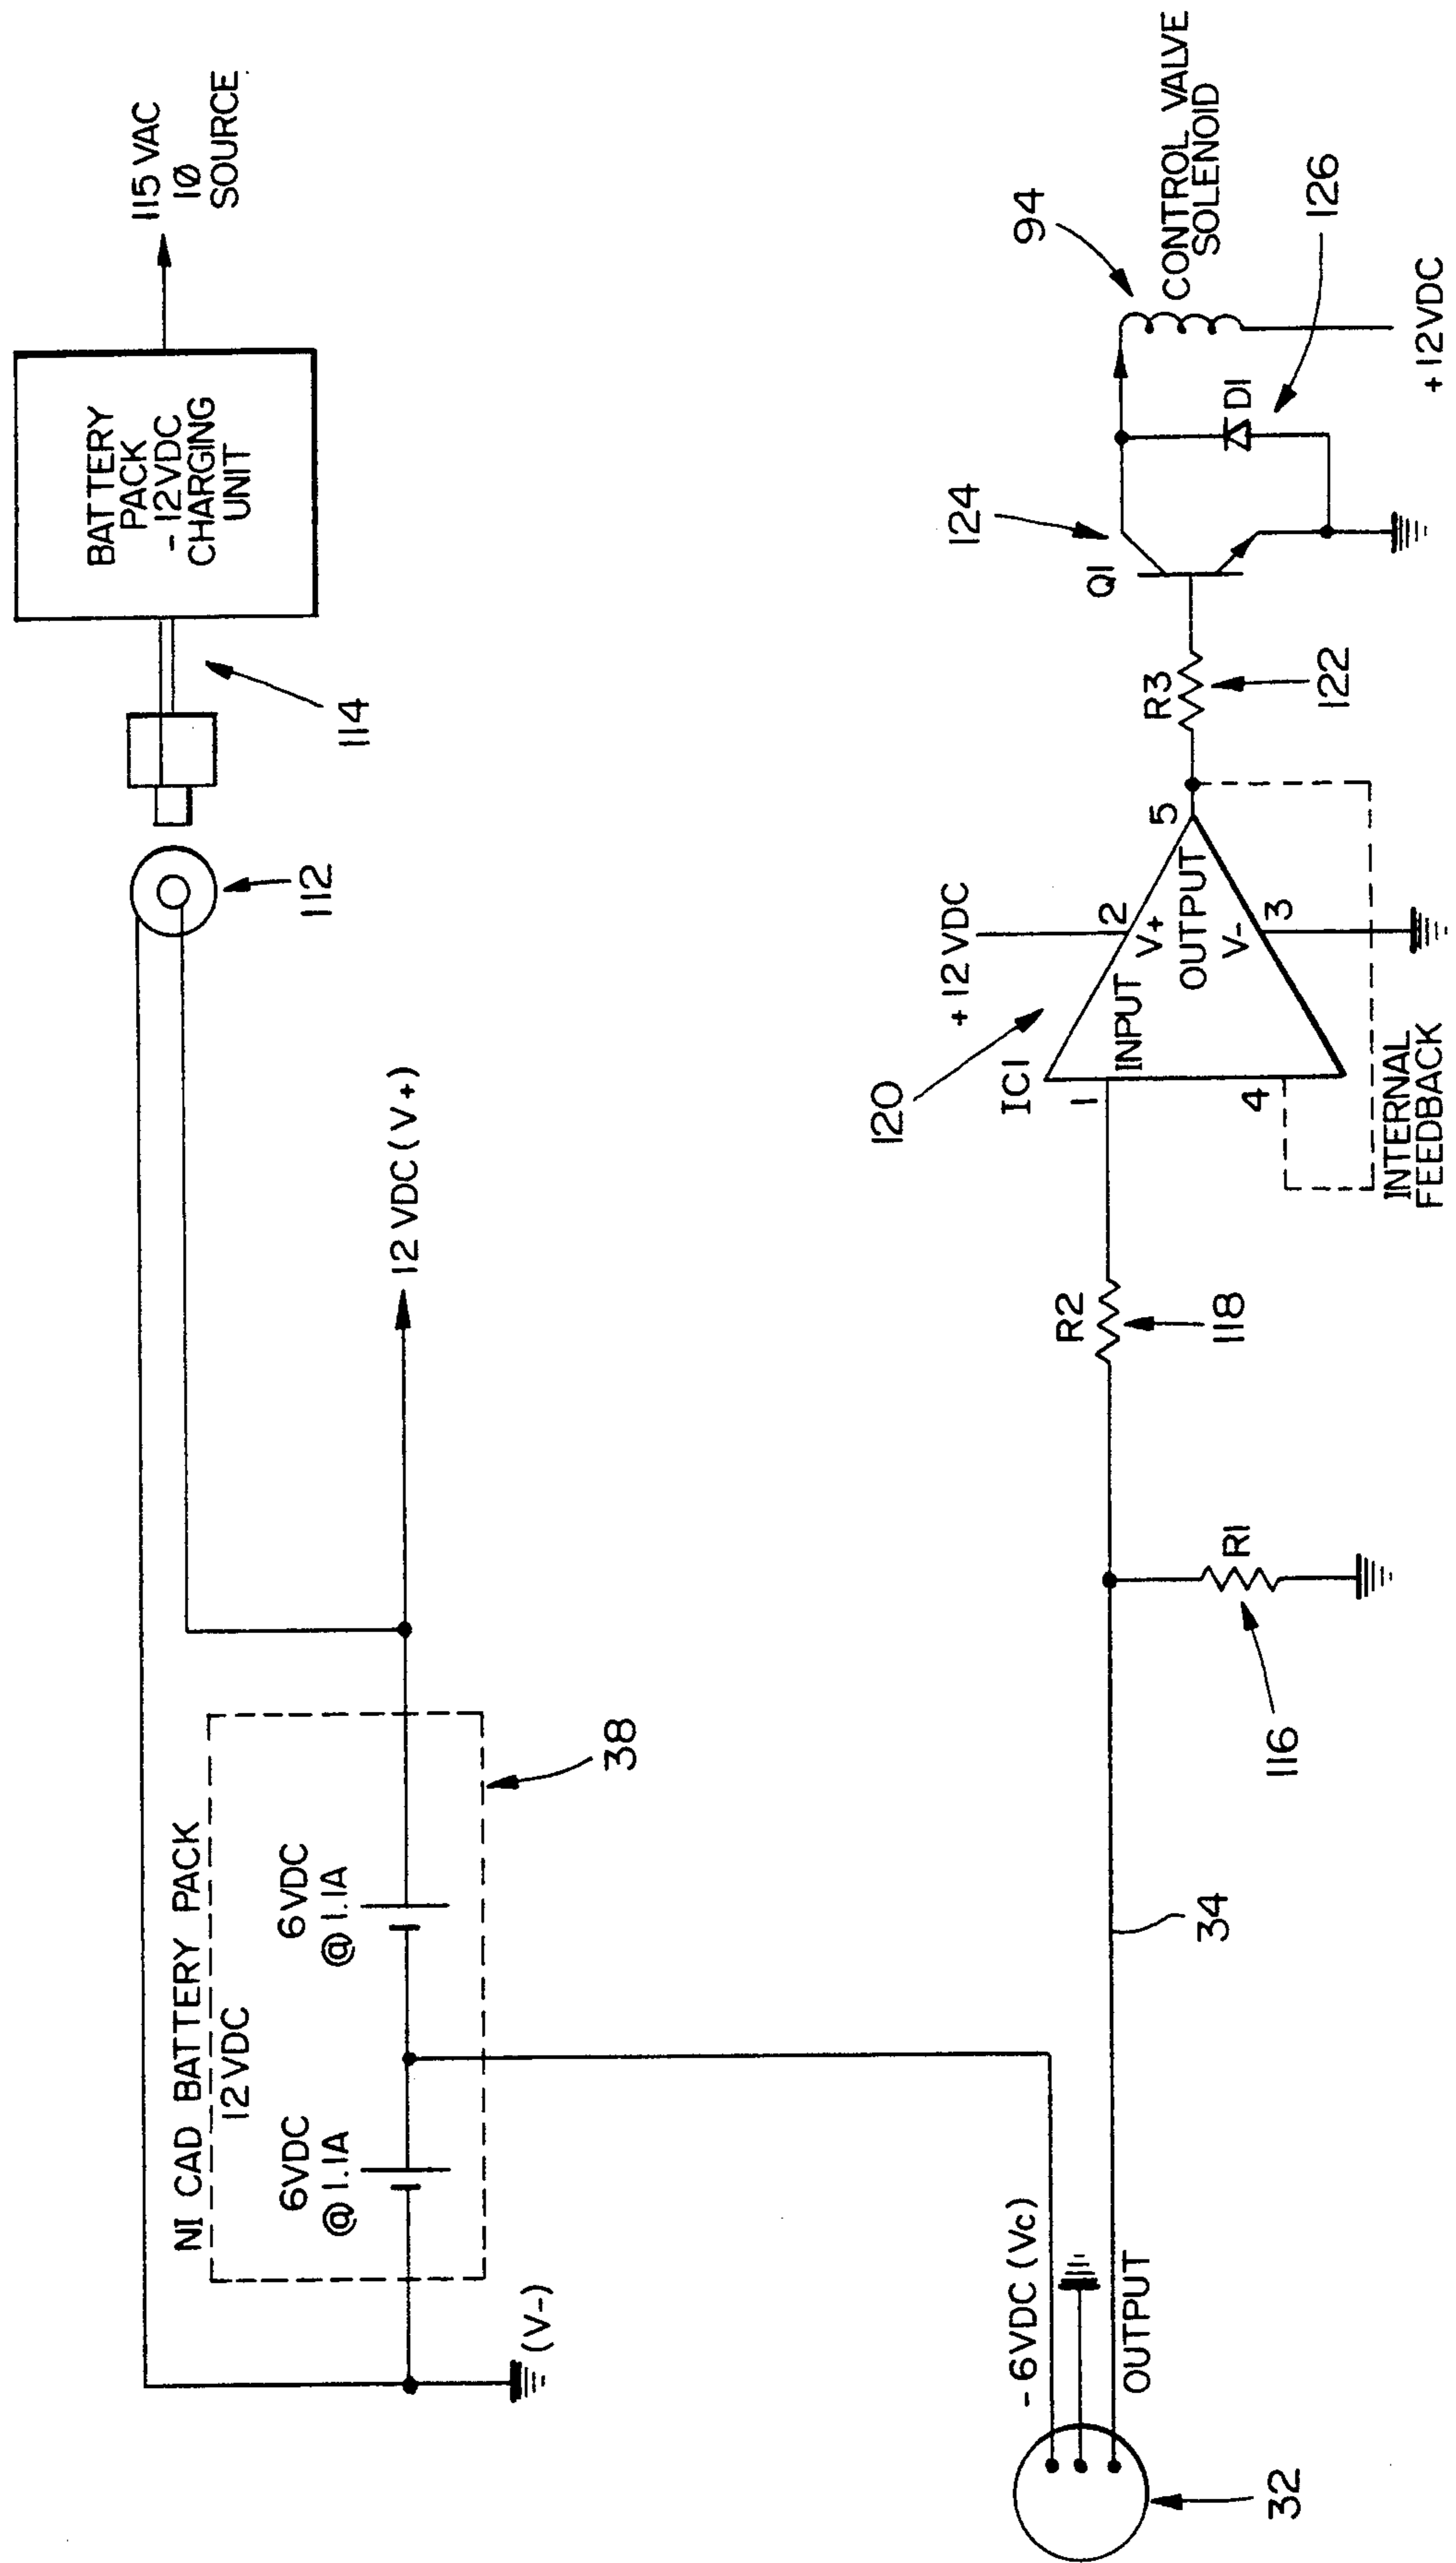 NI CAD BATTERY PACK
12VDC
6VDC
@1.1A
6VDC
@1.1A
38
(V-)
12 VDC (V+)
112
114
BATTERY
PACK
- 12VDC
CHARGING
UNIT
115 VAC
1Ø
SOURCE
32
- 6VDC (Vc)
OUTPUT
34
116
R1
R2
118
120
IC1
1
INPUT
4
+ 12 VDC
2
V+
OUTPUT
V-
3
5
INTERNAL
FEEDBACK
R3
122
Q1
124
D1
126
94
CONTROL VALVE
SOLENOID
+ 12VDC